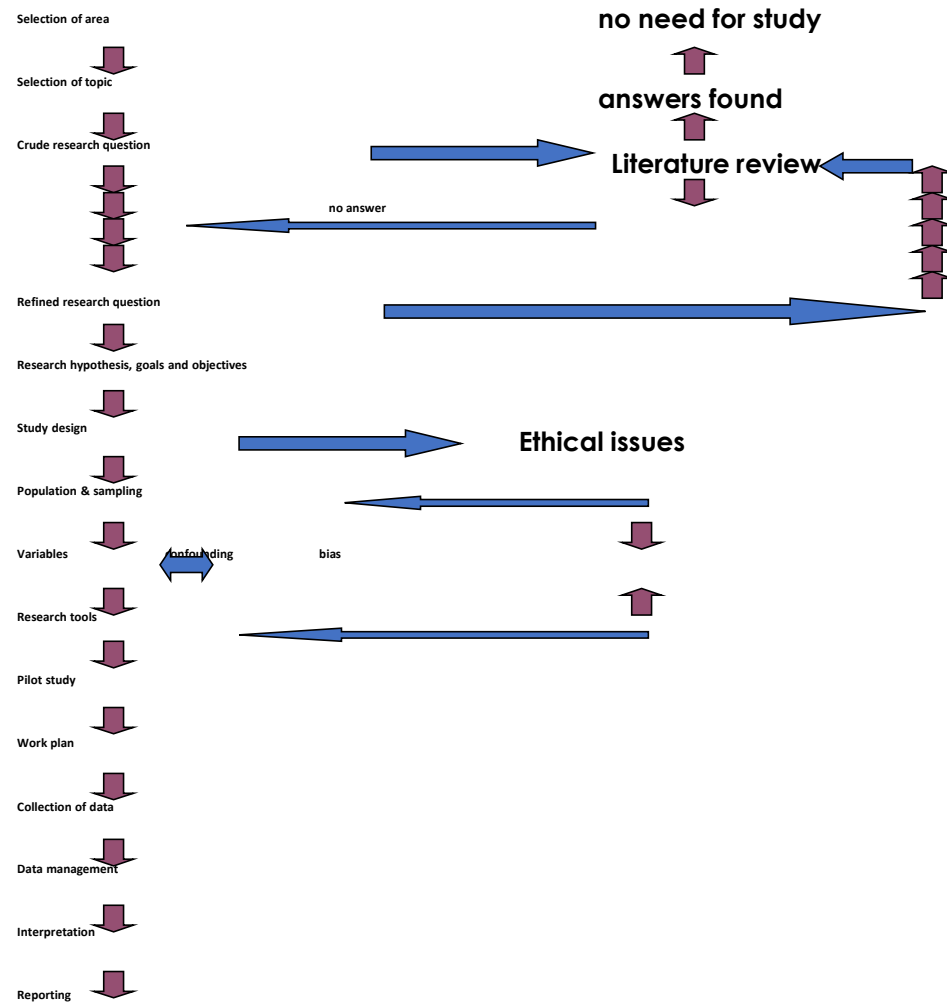 Selection of area
no need for study
Selection of topic
answers found
Crude research question
Literature review
no answer
Refined research question
Research hypothesis, goals and objectives
Study design
Ethical issues
Population & sampling
Variables confounding bias
Research tools
Pilot study
Work plan
Collection of data
Data management
Interpretation
Reporting